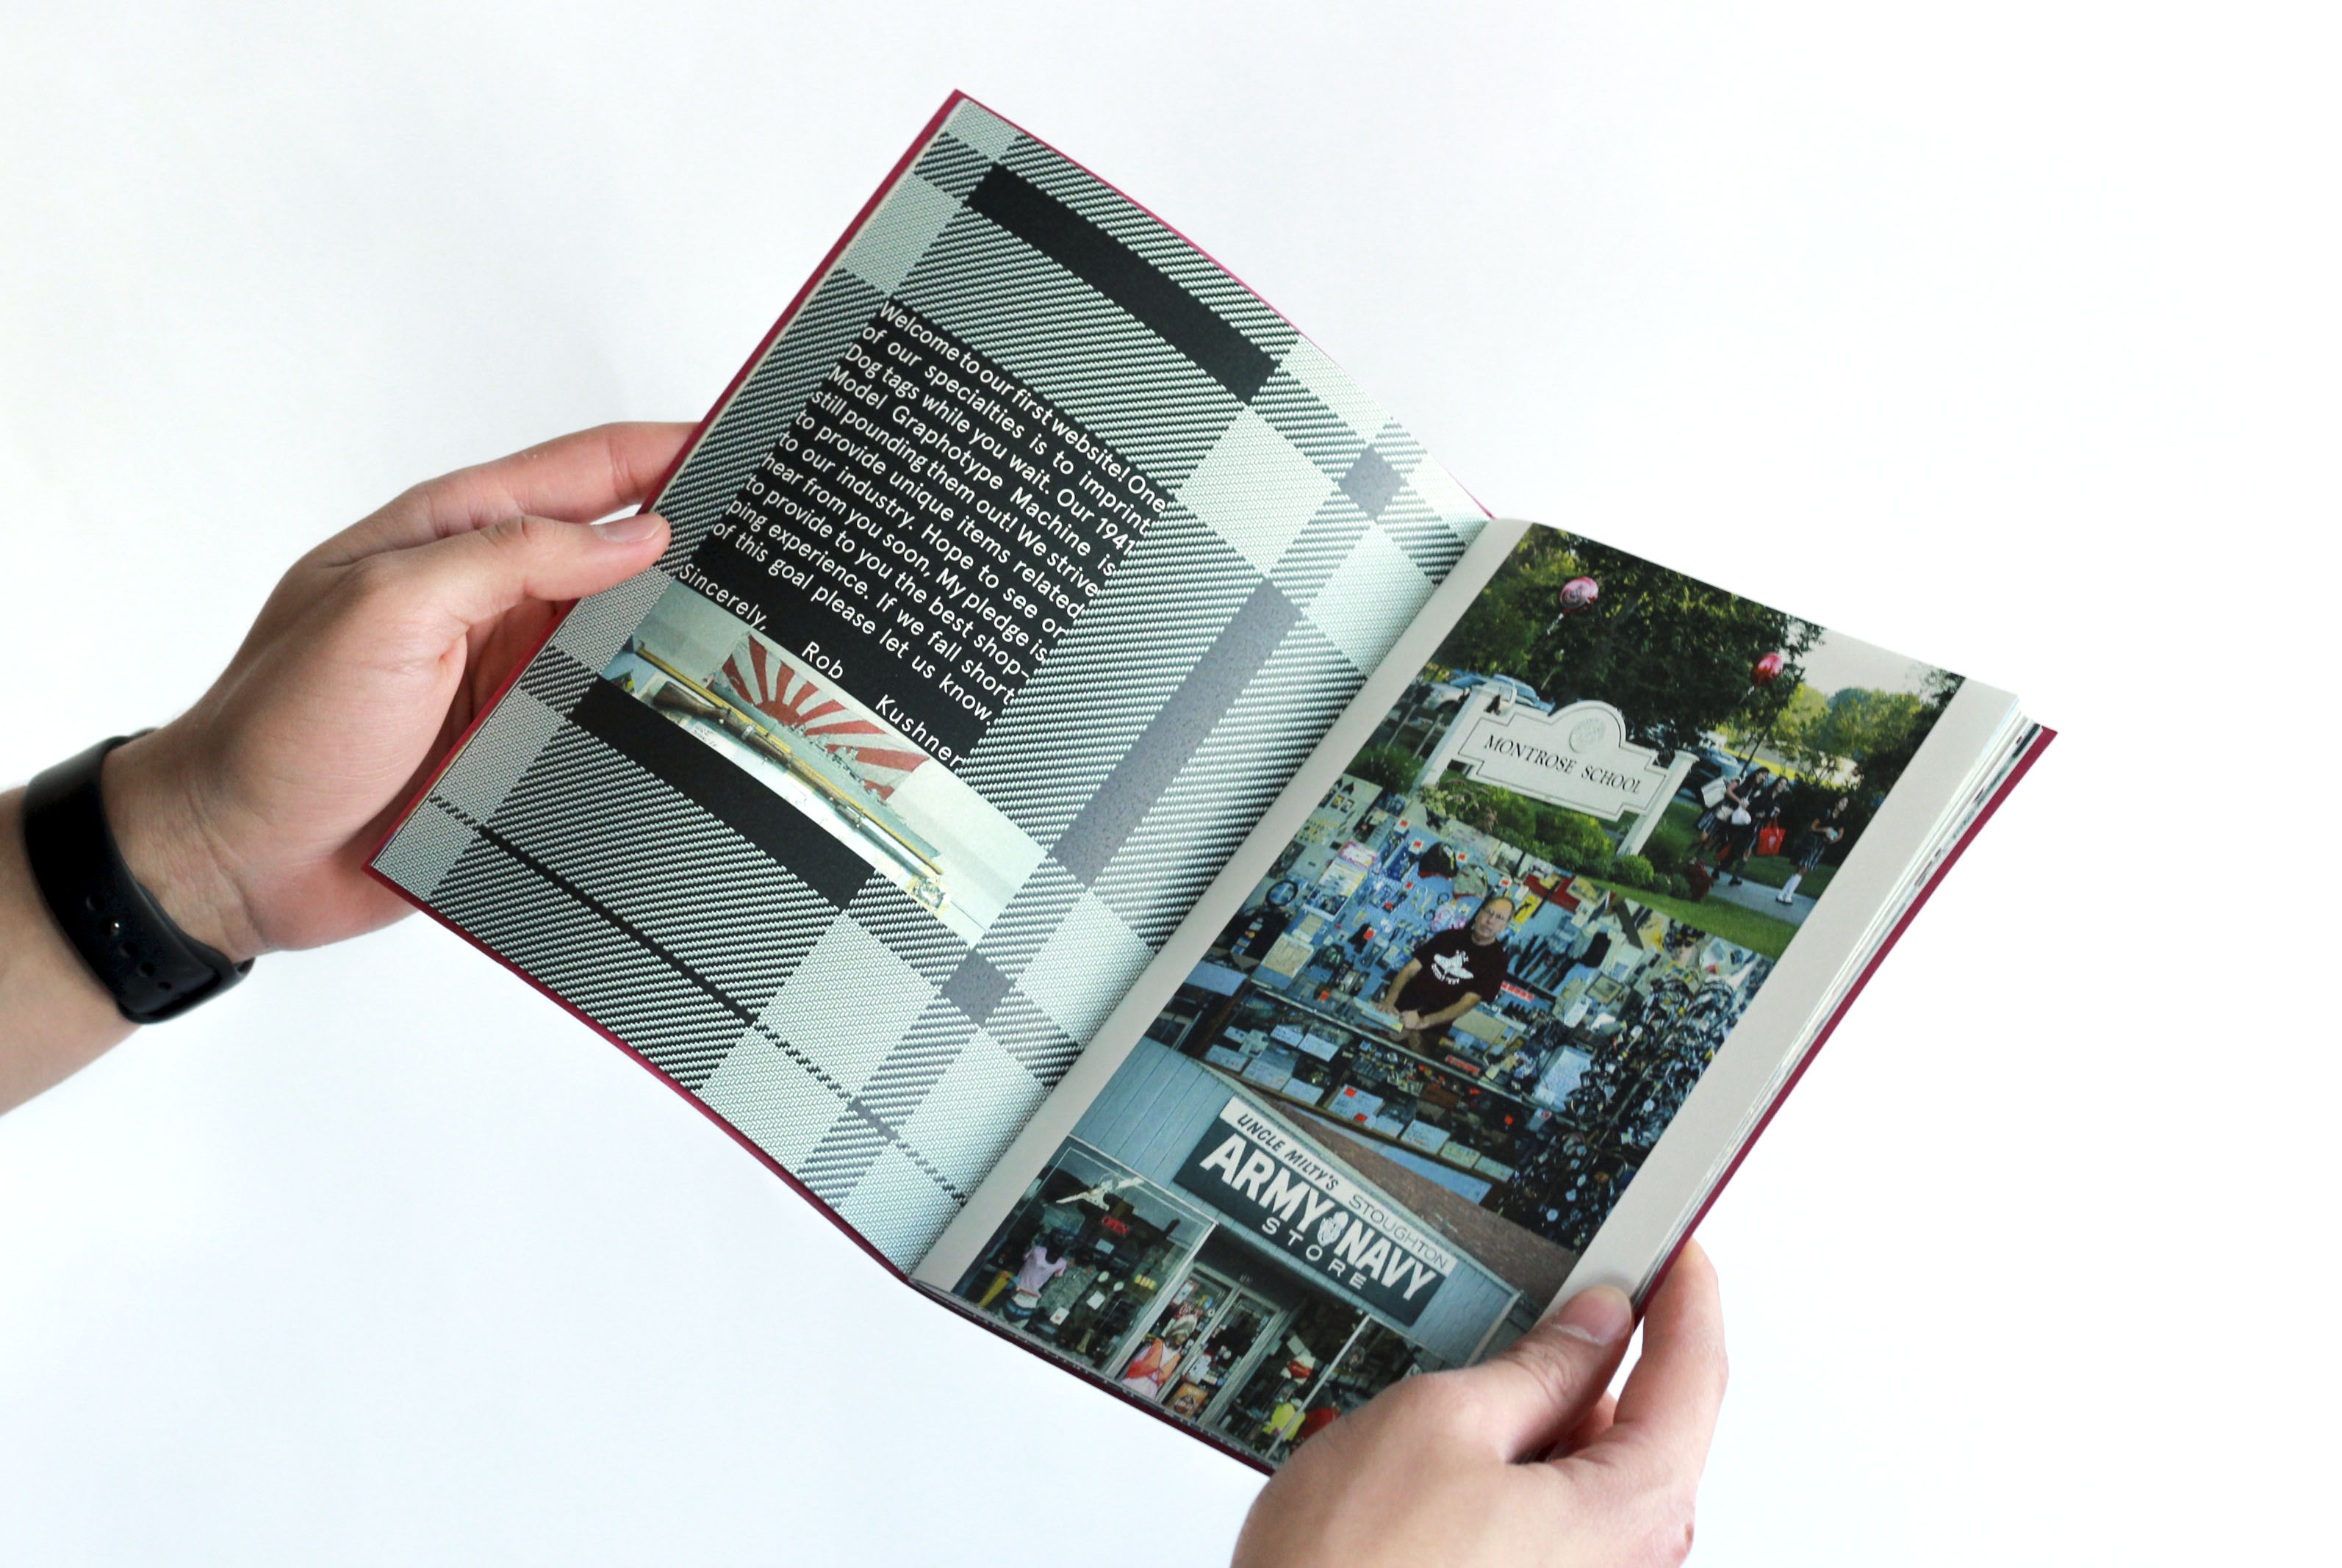 Welcome to our first website! One
of our specialties is to imprint
Dog tags while you wait. Our 1941
Model Graphotype Machine is
still pounding them out! We strive
to provide unique items related
to our industry. Hope to see or
hear from you soon, My pledge is
to provide to you the best shop-
ping experience. If we fall short
of this goal please let us know.
Sincerely, Rob Kushner
MONTROSE SCHOOL
UNCLE MILTY'S STOUGHTON
ARMY NAVY
STORE
OPEN